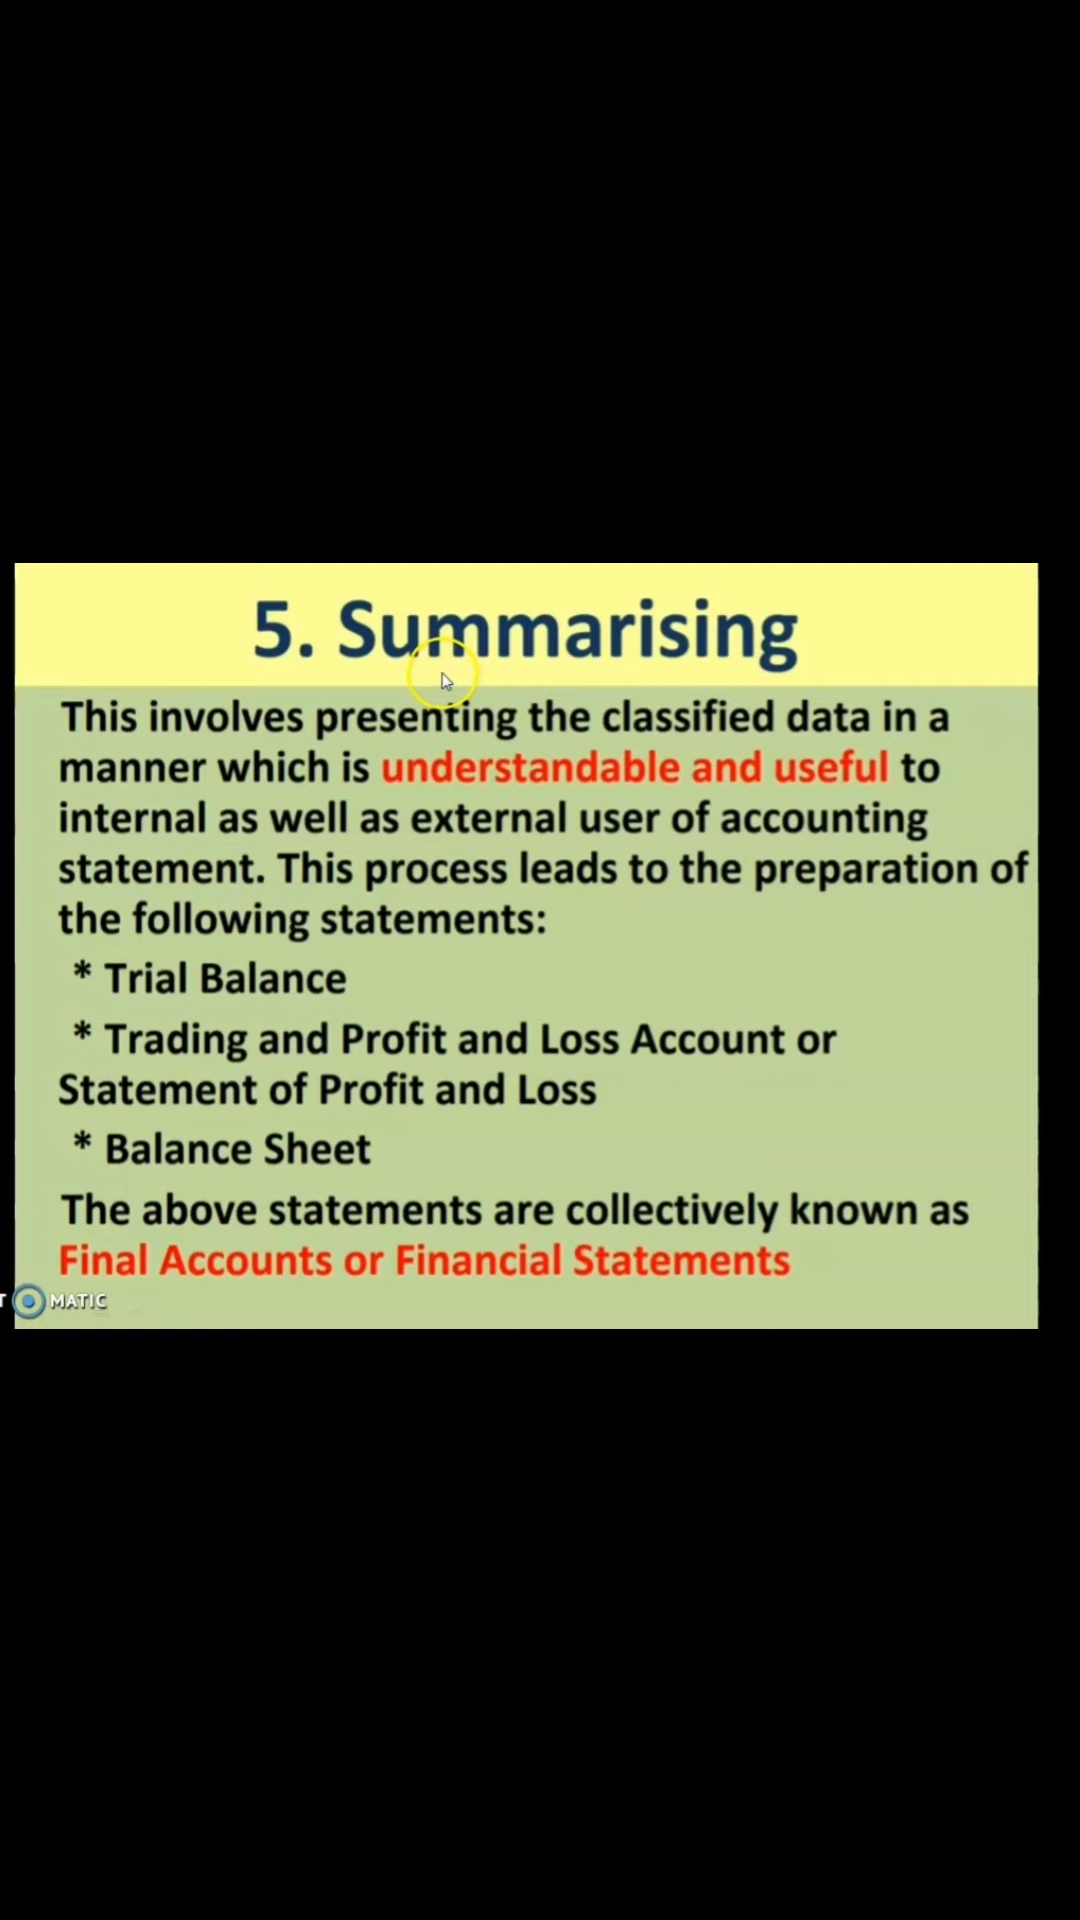 5. Summarising
This involves presenting the classified data in a
manner which is understandable and useful to
internal as well as external user of accounting
statement. This process leads to the preparation of
the following statements:
* Trial Balance
* Trading and Profit and Loss Account or
Statement of Profit and Loss
* Balance Sheet
The above statements are collectively known as
Final Accounts or Financial Statements
T MATIC